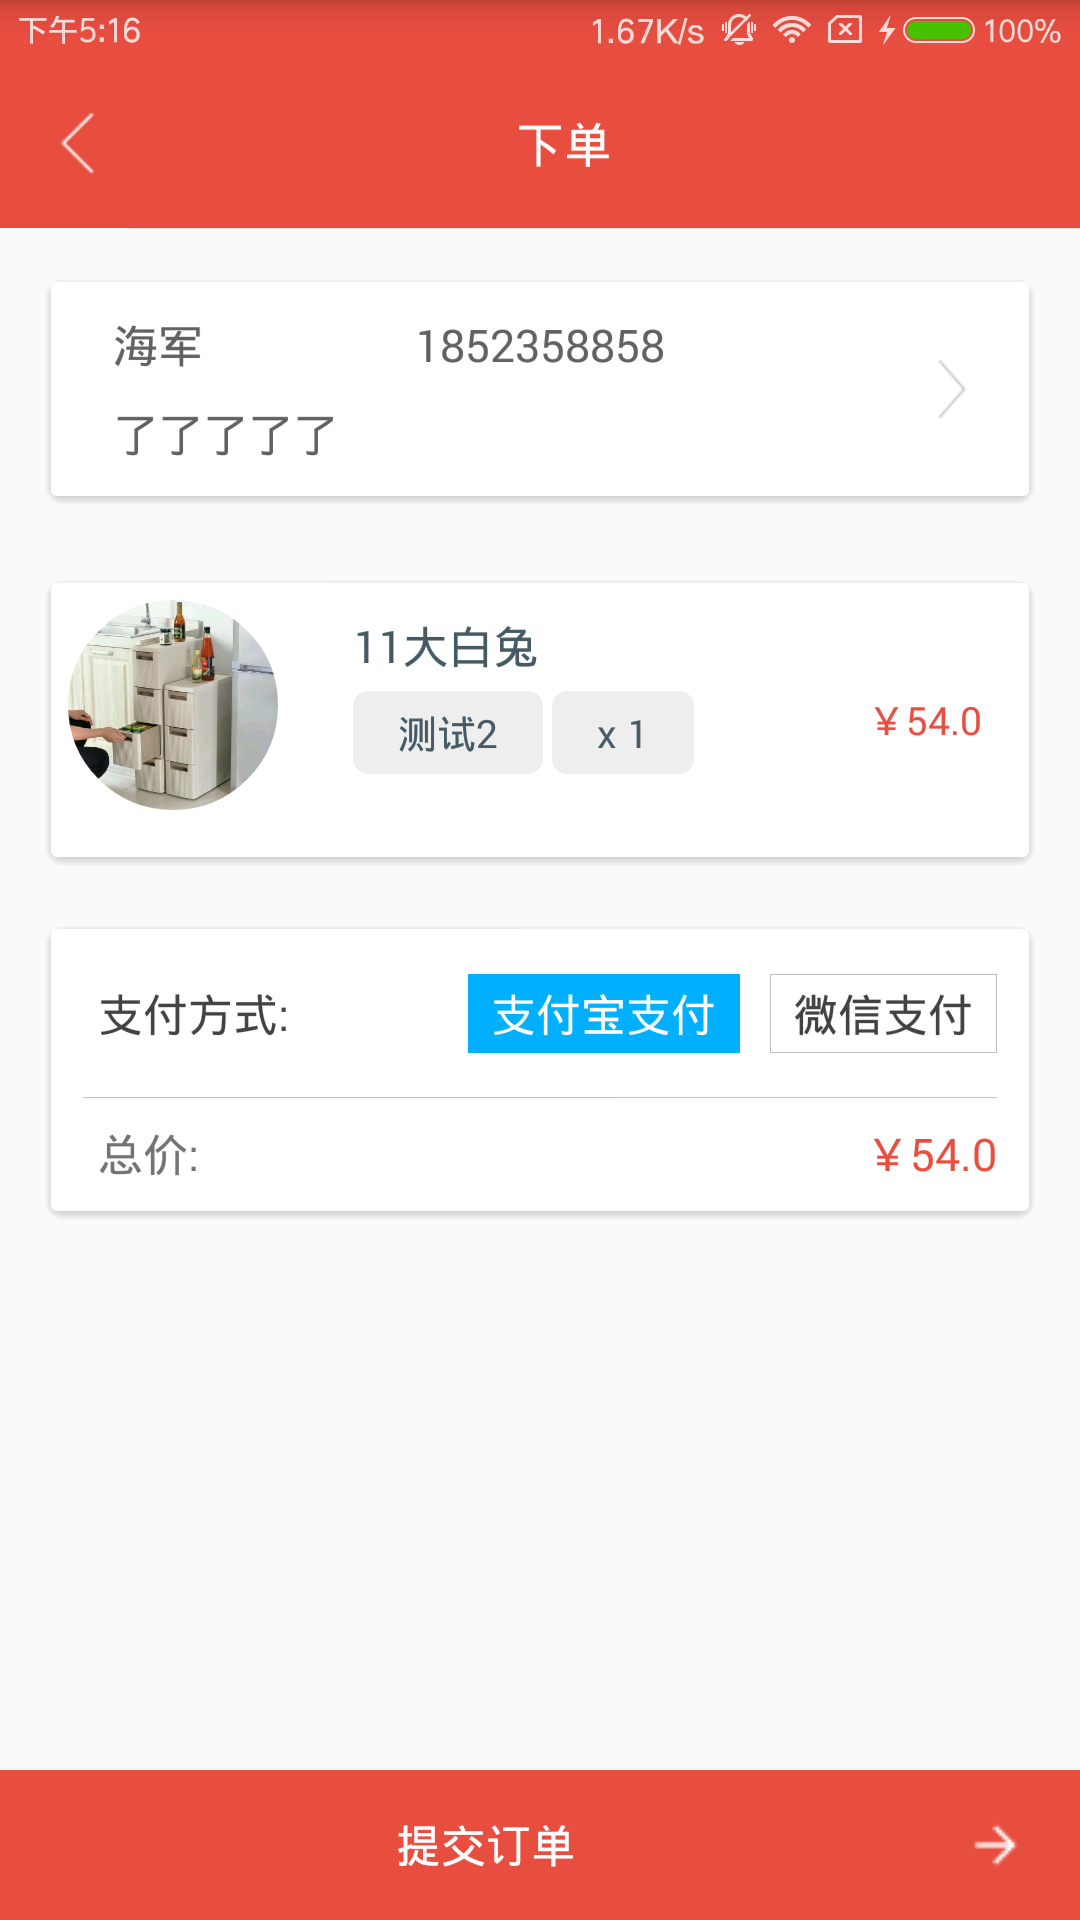 下午5:16 1.67K/s 100%
下单
海军 1852358858
了了了了了
11大白兔
测试2 x 1 ￥54.0
支付方式: 支付宝支付 微信支付
总价: ￥54.0
提交订单